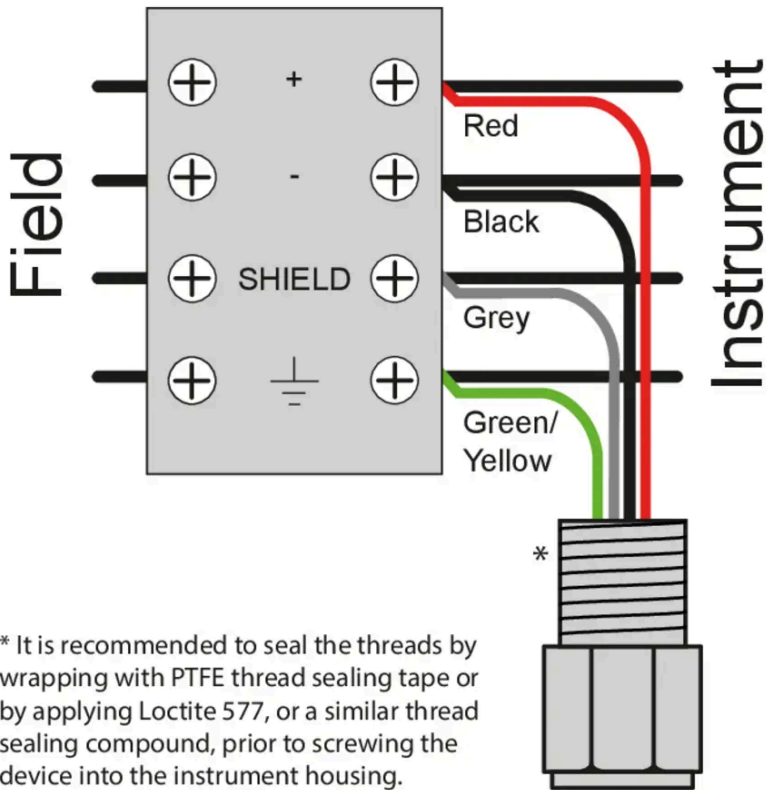 Field
Instrument
+
-
SHIELD
Red
Black
Grey
Green/
Yellow
*
* It is recommended to seal the threads by
wrapping with PTFE thread sealing tape or
by applying Loctite 577, or a similar thread
sealing compound, prior to screwing the
device into the instrument housing.